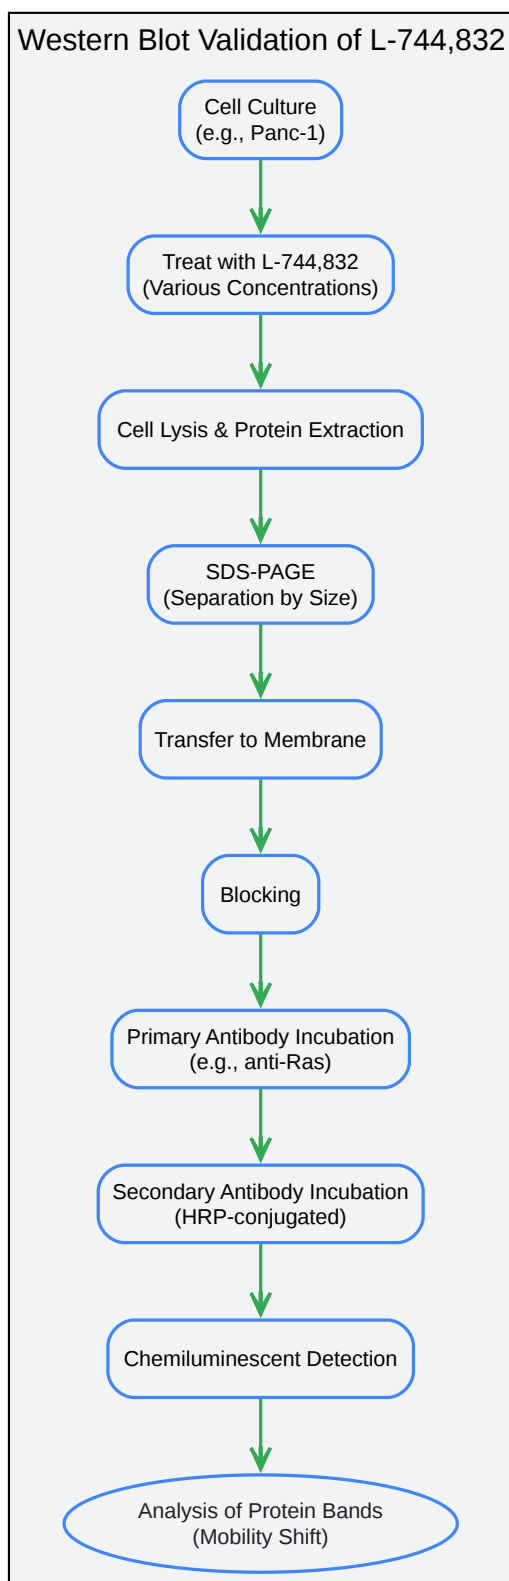 Western Blot Validation of L-744,832
Cell Culture
(e.g., Panc-1)
Treat with L-744,832
(Various Concentrations)
Cell Lysis & Protein Extraction
SDS-PAGE
(Separation by Size)
Transfer to Membrane
Blocking
Primary Antibody Incubation
(e.g., anti-Ras)
Secondary Antibody Incubation
(HRP-conjugated)
Chemiluminescent Detection
Analysis of Protein Bands
(Mobility Shift)